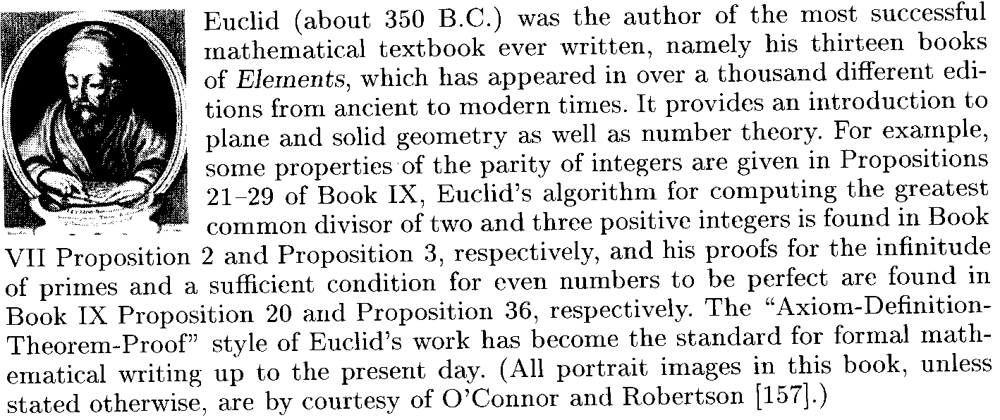 Euclid (about 350 B.C.) was the author of the most successful
mathematical textbook ever written, namely his thirteen books
of Elements, which has appeared in over a thousand different edi-
tions from ancient to modern times. It provides an introduction to
plane and solid geometry as well as number theory. For example,
some properties of the parity of integers are given in Propositions
21–29 of Book IX, Euclid's algorithm for computing the greatest
common divisor of two and three positive integers is found in Book
VII Proposition 2 and Proposition 3, respectively, and his proofs for the infinitude
of primes and a sufficient condition for even numbers to be perfect are found in
Book IX Proposition 20 and Proposition 36, respectively. The “Axiom-Definition-
Theorem-Proof” style of Euclid's work has become the standard for formal math-
ematical writing up to the present day. (All portrait images in this book, unless
stated otherwise, are by courtesy of O'Connor and Robertson [157].)